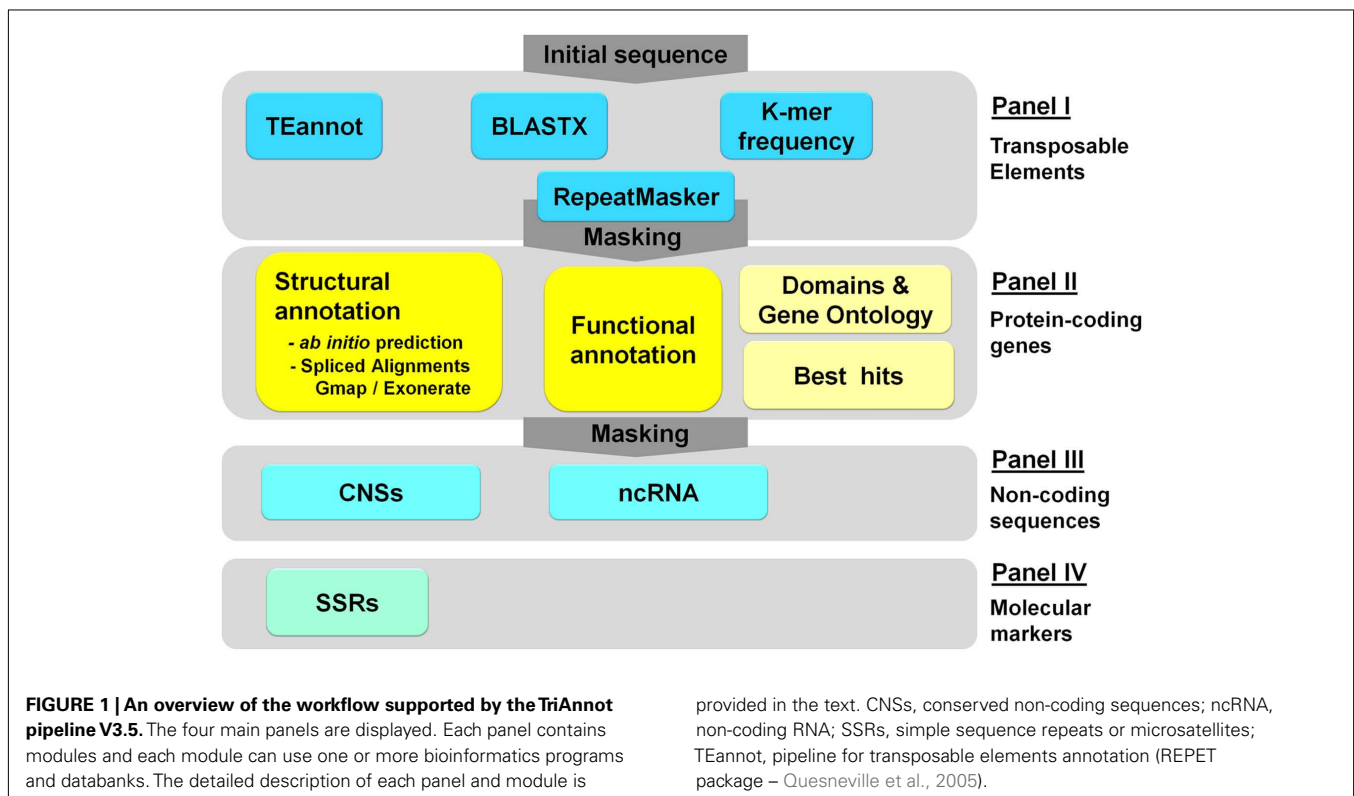 Initial sequence
TEannot
BLASTX
K-mer
frequency
RepeatMasker
Panel I
Transposable
Elements
Masking
Structural
annotation
- ab initio prediction
- Spliced Alignments
Gmap / Exonerate
Functional
annotation
Domains &
Gene Ontology
Best hits
Panel II
Protein-coding
genes
Masking
CNSs
ncRNA
Panel III
Non-coding
sequences
SSRs
Panel IV
Molecular
markers
FIGURE 1 | An overview of the workflow supported by the TriAnnot
pipeline V3.5. The four main panels are displayed. Each panel contains
modules and each module can use one or more bioinformatics programs
and databanks. The detailed description of each panel and module is
provided in the text. CNSs, conserved non-coding sequences; ncRNA,
non-coding RNA; SSRs, simple sequence repeats or microsatellites;
TEannot, pipeline for transposable elements annotation (REPET
package – Quesneville et al., 2005).